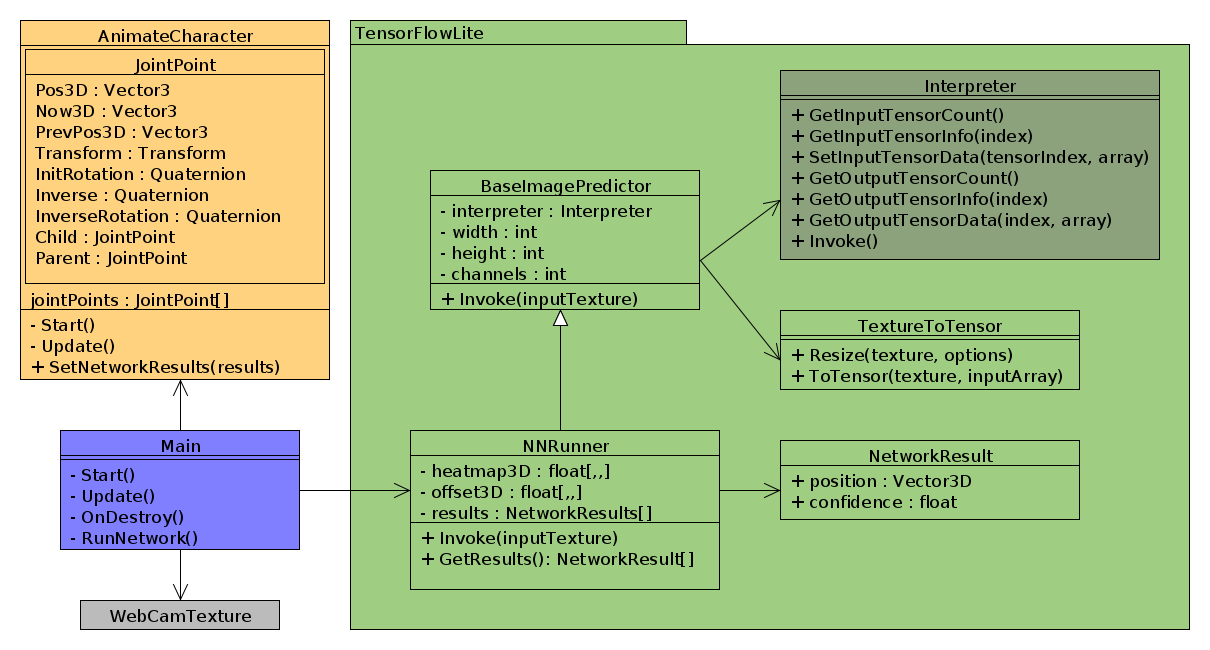 AnimateCharacter
JointPoint
Pos3D : Vector3
Now3D : Vector3
PrevPos3D : Vector3
Transform : Transform
InitRotation : Quaternion
Inverse : Quaternion
InverseRotation : Quaternion
Child : JointPoint
Parent : JointPoint
jointPoints : JointPoint[]
- Start()
- Update()
+ SetNetworkResults(results)
Main
- Start()
- Update()
- OnDestroy()
- RunNetwork()
WebCamTexture
TensorFlowLite
BaseImagePredictor
- interpreter : Interpreter
- width : int
- height : int
- channels : int
+ Invoke(inputTexture)
NNRunner
- heatmap3D : float[,,]
- offset3D : float[,,]
- results : NetworkResults[]
+ Invoke(inputTexture)
+ GetResults(): NetworkResult[]
Interpreter
+ GetInputTensorCount()
+ GetInputTensorInfo(index)
+ SetInputTensorData(tensorIndex, array)
+ GetOutputTensorCount()
+ GetOutputTensorInfo(index)
+ GetOutputTensorData(index, array)
+ Invoke()
TextureToTensor
+ Resize(texture, options)
+ ToTensor(texture, inputArray)
NetworkResult
+ position : Vector3D
+ confidence : float